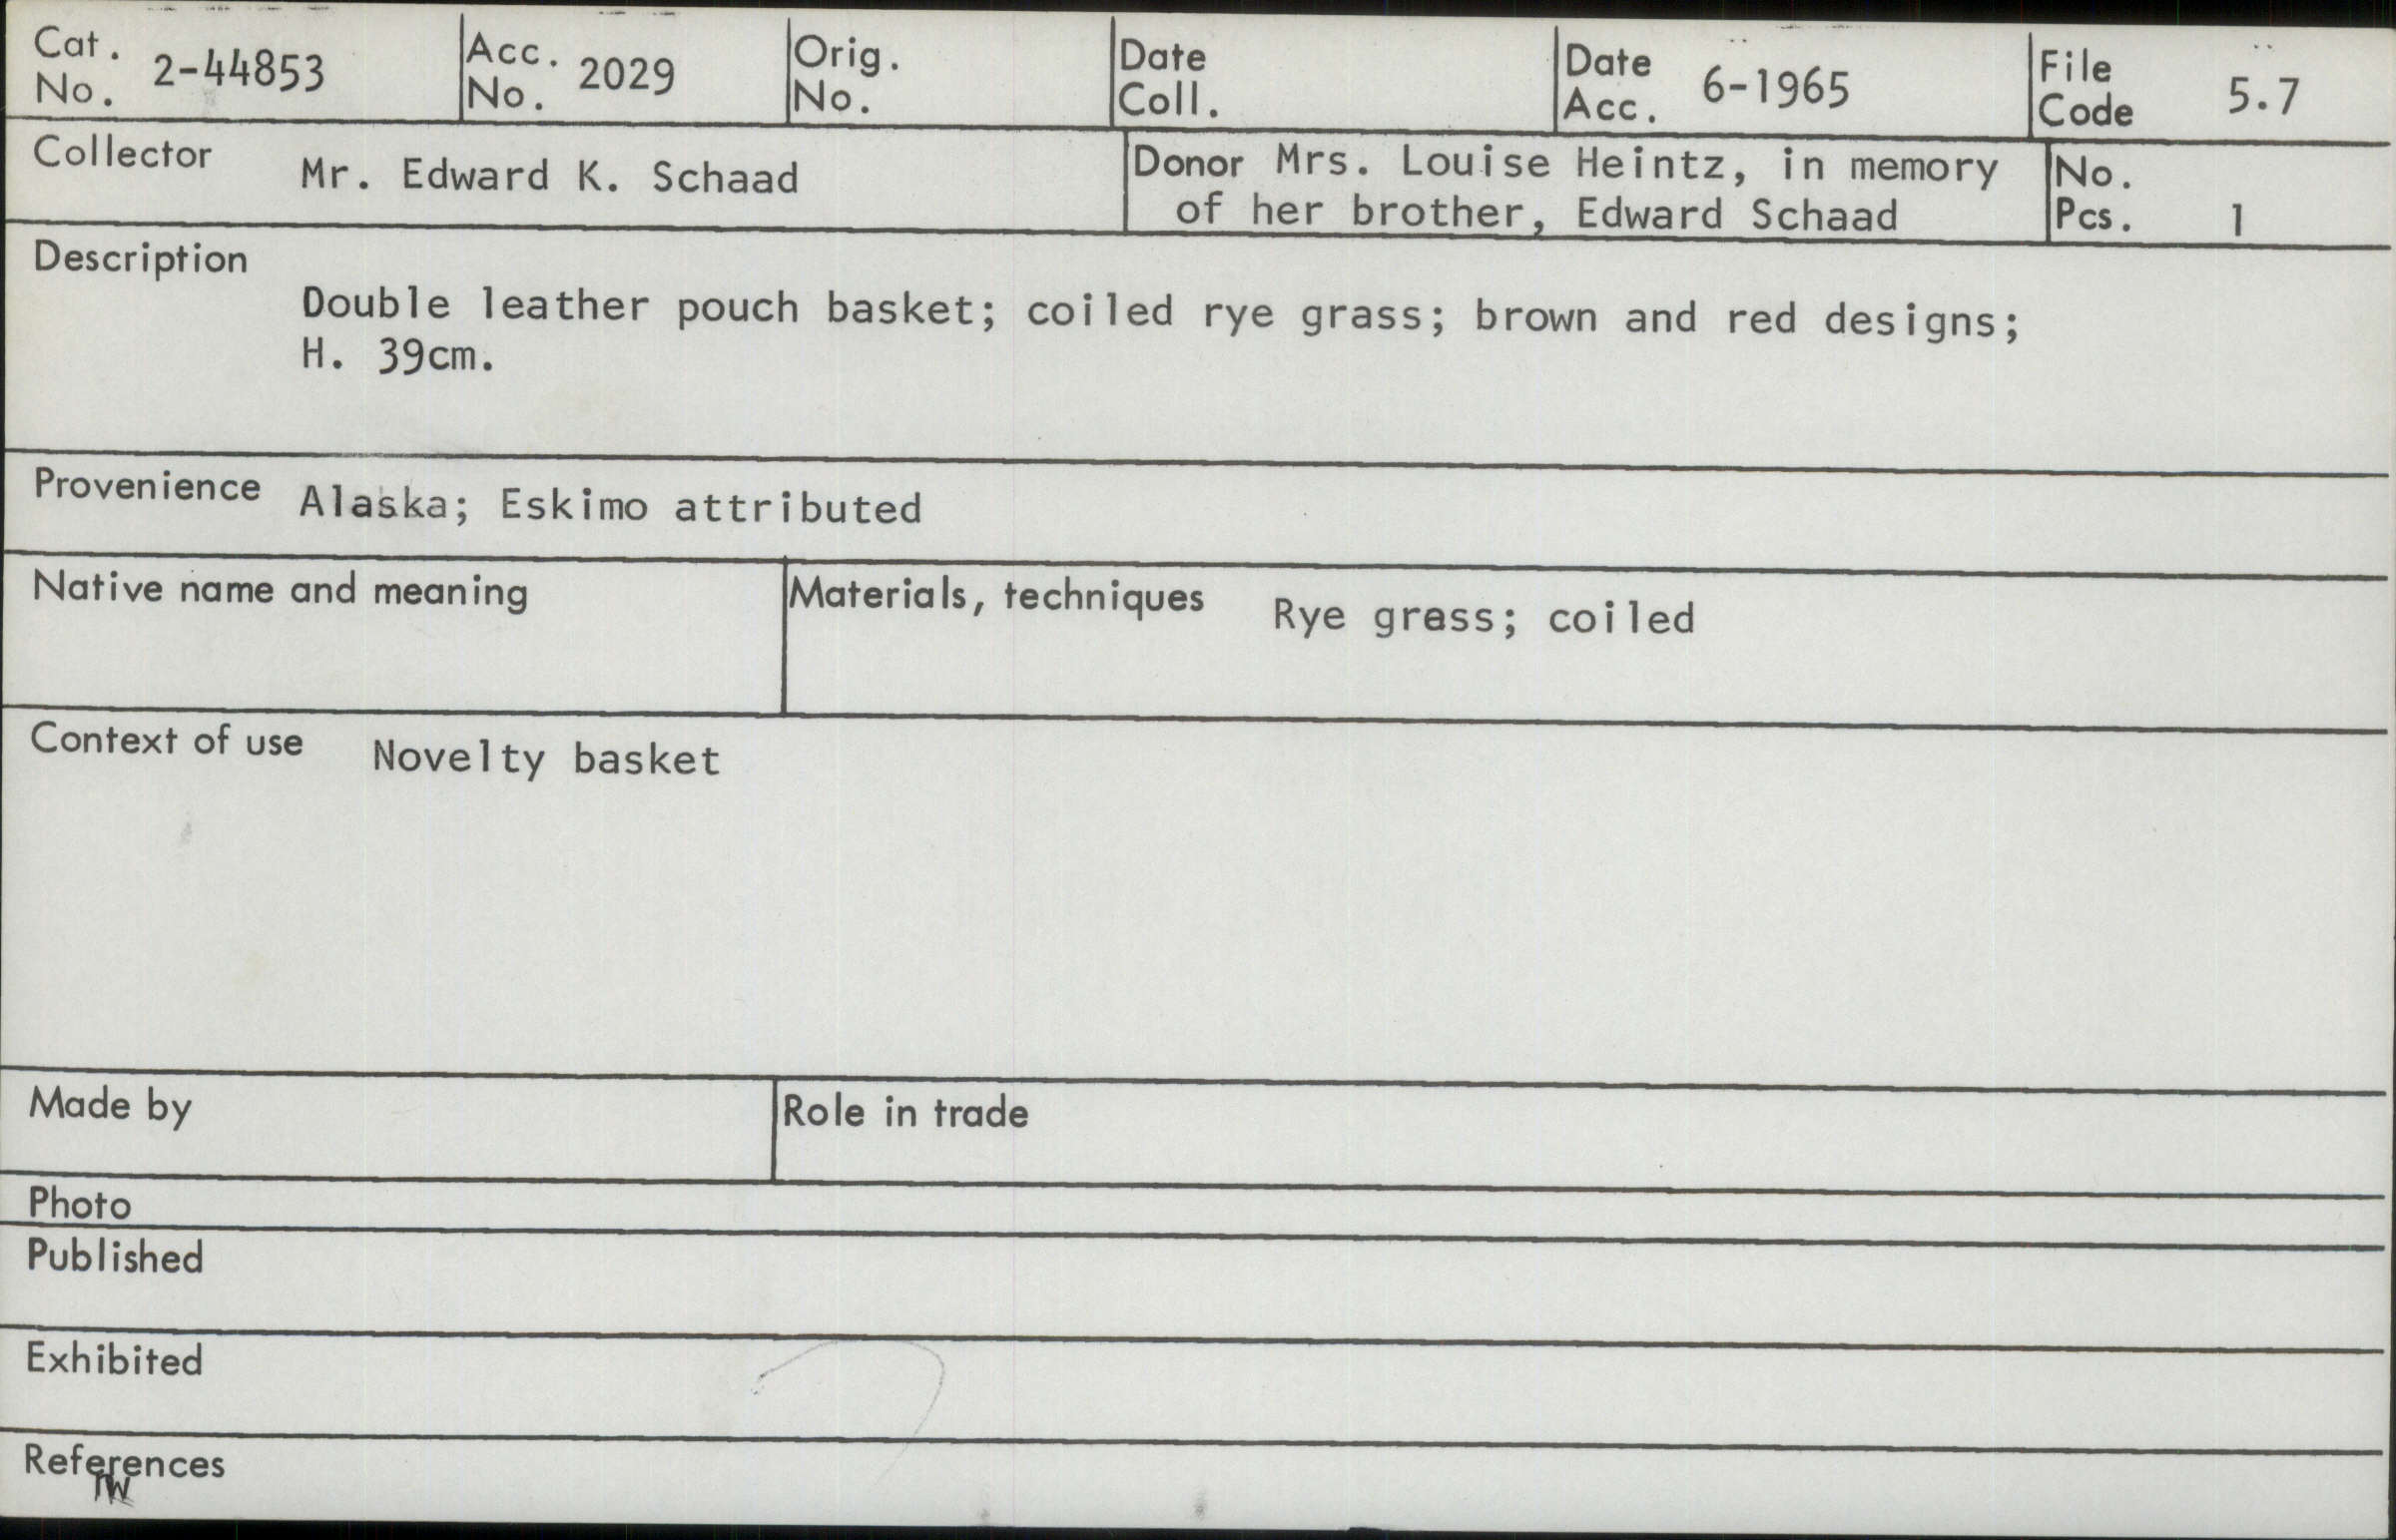 Cat. No. 2-44853 Acc. No. 2029 Orig. No. Date Coll. Date Acc. 6-1965 File Code 5.7
Collector Mr. Edward K. Schaad Donor Mrs. Louise Heintz, in memory
of her brother, Edward Schaad No. Pcs. 1
Description
Double leather pouch basket; coiled rye grass; brown and red designs;
H. 39cm.
Provenience Alaska; Eskimo attributed
Native name and meaning Materials, techniques Rye grass; coiled
Context of use Novelty basket
Made by Role in trade
Photo
Published
Exhibited
References